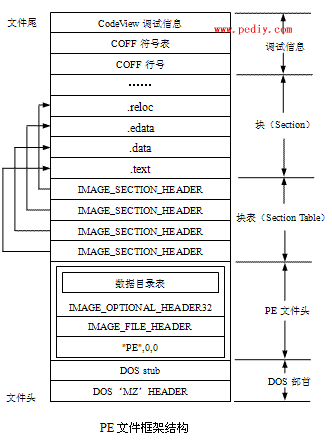 文件尾
CodeView 调试信息
www.pediy.com
COFF 符号表
调试信息
COFF 行号
……
.reloc
.edata
块（Section）
.data
.text
IMAGE_SECTION_HEADER
IMAGE_SECTION_HEADER
块表（Section Table）
IMAGE_SECTION_HEADER
IMAGE_SECTION_HEADER
数据目录表
IMAGE_OPTIONAL_HEADER32
PE 文件头
IMAGE_FILE_HEADER
"PE",0,0
DOS stub
DOS 部首
文件头
DOS ‘MZ’ HEADER
PE 文件框架结构